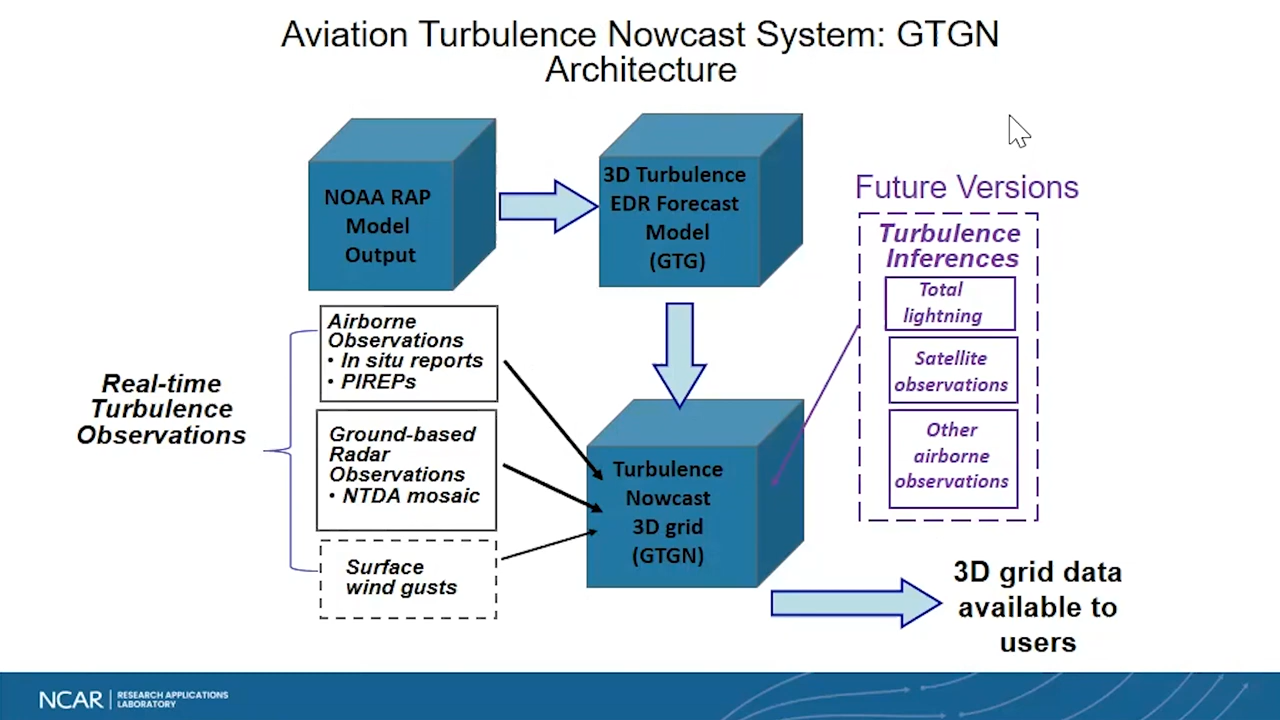 Aviation Turbulence Nowcast System: GTGN
Architecture
NOAA RAP
Model
Output
3D Turbulence
EDR Forecast
Model
(GTG)
Future Versions
Turbulence
Inferences
Total
lightning
Satellite
observations
Other
airborne
observations
Real-time
Turbulence
Observations
Airborne
Observations
• In situ reports
• PIREPs
Ground-based
Radar
Observations
• NTDA mosaic
Surface
wind gusts
Turbulence
Nowcast
3D grid
(GTGN)
3D grid data
available to
users
NCAR
RESEARCH APPLICATIONS
LABORATORY